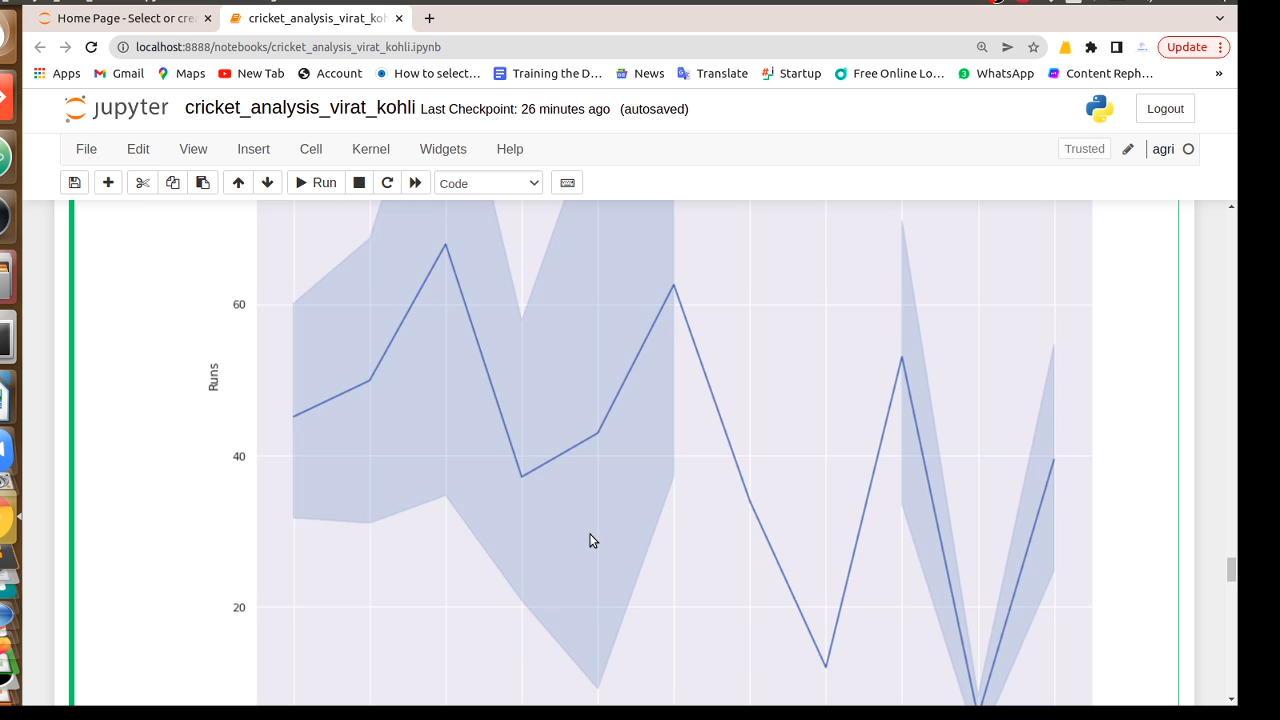 Home Page - Select or crea
cricket_analysis_virat_koh
localhost:8888/notebooks/cricket_analysis_virat_kohli.ipynb
Update
Apps Gmail Maps New Tab Account How to select... Training the D... News Translate Startup Free Online Lo... WhatsApp Content Reph... »
jupyter cricket_analysis_virat_kohli Last Checkpoint: 26 minutes ago (autosaved) Logout
File Edit View Insert Cell Kernel Widgets Help Trusted agri
Run Code
60
Runs
40
20